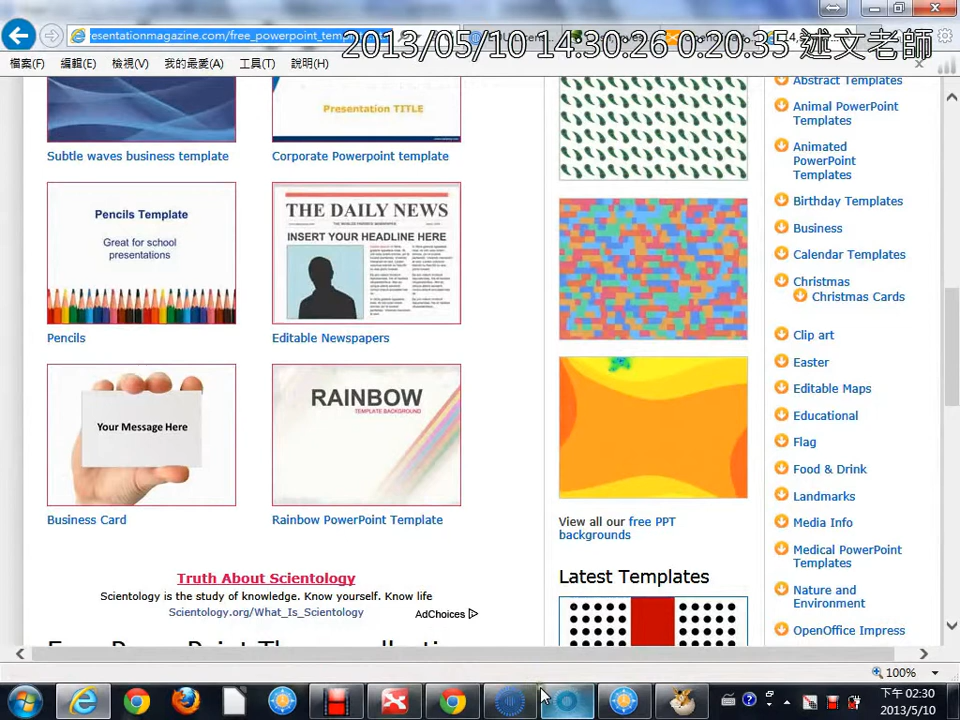 resentationmagazine.com/free_powerpoint_tem
2013/05/10 14:30:26 0:20:35 述文老師
檔案(F) 編輯(E) 檢視(V) 我的最愛(A) 工具(T) 說明(H)
Presentation TITLE
Subtle waves business template
Corporate Powerpoint template
Pencils Template
Great for school
presentations
Pencils
THE DAILY NEWS
INSERT YOUR HEADLINE HERE
Editable Newspapers
Your Message Here
Business Card
RAINBOW
TEMPLATE BACKGROUND
Rainbow PowerPoint Template
Truth About Scientology
Scientology is the study of knowledge. Know yourself. Know life
Scientology.org/What_Is_Scientology
AdChoices
View all our free PPT
backgrounds
Latest Templates
Abstract Templates
Animal PowerPoint
Templates
Animated
PowerPoint
Templates
Birthday Templates
Business
Calendar Templates
Christmas
Christmas Cards
Clip art
Easter
Editable Maps
Educational
Flag
Food & Drink
Landmarks
Media Info
Medical PowerPoint
Templates
Nature and
Environment
OpenOffice Impress
100%
下午 02:30
2013/5/10